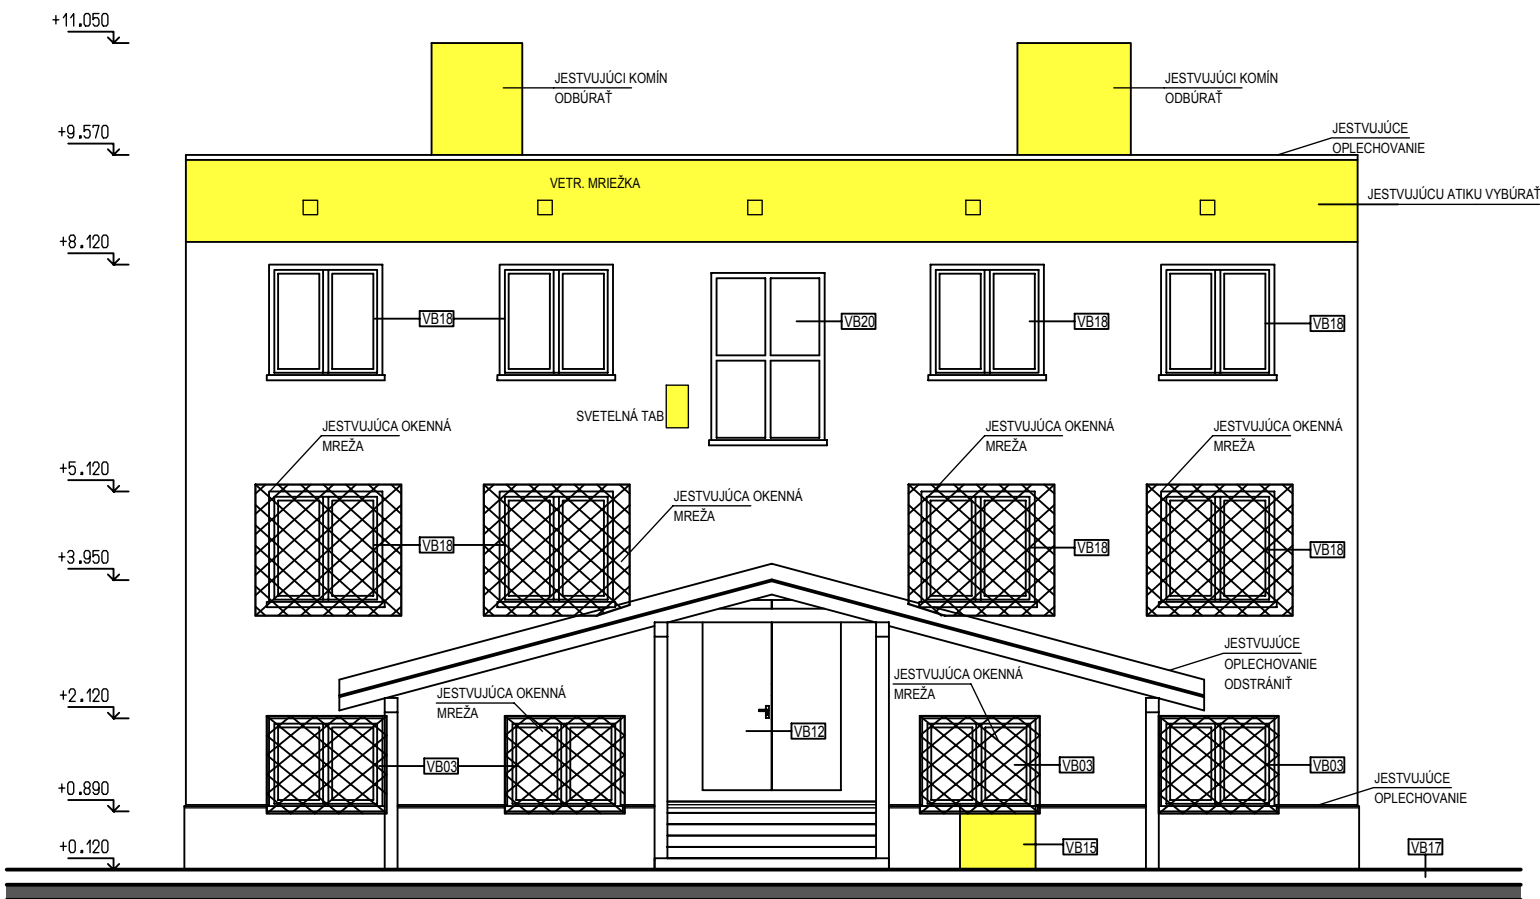 +11.050
JESTVUJÚCI KOMÍN
ODBÚRAŤ
JESTVUJÚCI KOMÍN
ODBÚRAŤ
+9.570
JESTVUJÚCE
OPLECHOVANIE
VETR. MRIEŽKA
JESTVUJÚCU ATIKU VYBÚRAŤ
+8.120
VB18
VB20
VB18
VB18
SVETELNÁ TAB
JESTVUJÚCA OKENNÁ
MREŽA
JESTVUJÚCA OKENNÁ
MREŽA
JESTVUJÚCA OKENNÁ
MREŽA
+5.120
JESTVUJÚCA OKENNÁ
MREŽA
VB18
VB18
VB18
+3.950
JESTVUJÚCE
OPLECHOVANIE
ODSTRÁNIŤ
JESTVUJÚCA OKENNÁ
MREŽA
JESTVUJÚCA OKENNÁ
MREŽA
+2.120
VB12
VB03
VB03
VB03
+0.890
JESTVUJÚCE
OPLECHOVANIE
+0.120
VB15
VB17